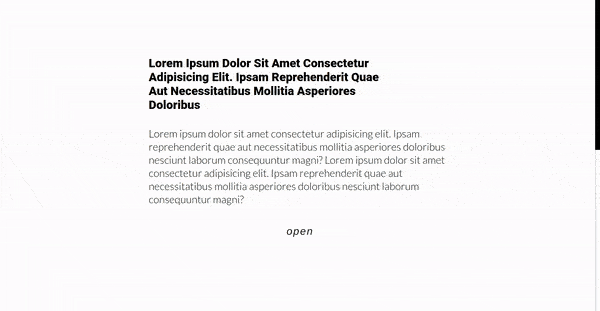 Lorem Ipsum Dolor Sit Amet Consectetur
Adipisicing Elit. Ipsam Reprehenderit Quae
Aut Necessitatibus Mollitia Asperiores
Doloribus
Lorem ipsum dolor sit amet consectetur adipisicing elit. Ipsam
reprehenderit quae aut necessitatibus mollitia asperiores doloribus
nesciunt laborum consequuntur magni? Lorem ipsum dolor sit amet
consectetur adipisicing elit. Ipsam reprehenderit quae aut
necessitatibus mollitia asperiores doloribus nesciunt laborum
consequuntur magni?
open